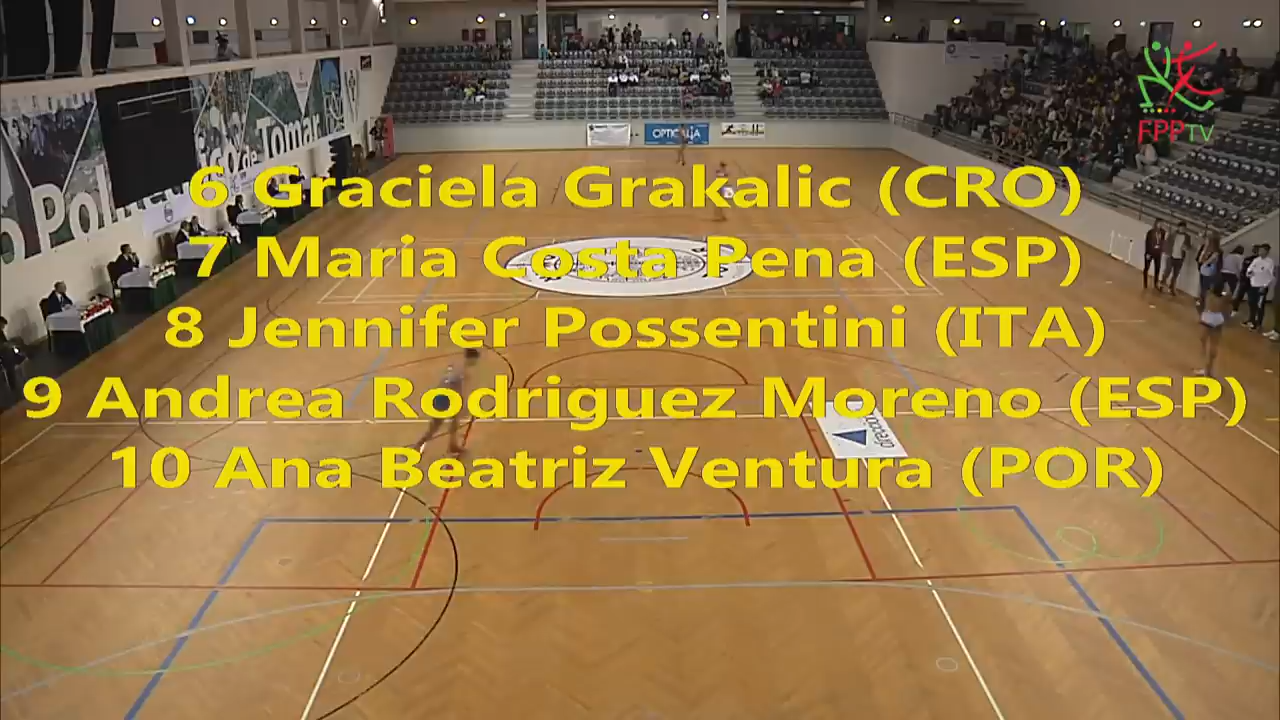 FPPTV
Tomar
de
OPTICALIA
6 Graciela Grakalic (CRO)
7 Maria Costa Pena (ESP)
8 Jennifer Possentini (ITA)
9 Andrea Rodriguez Moreno (ESP)
10 Ana Beatriz Ventura (POR)